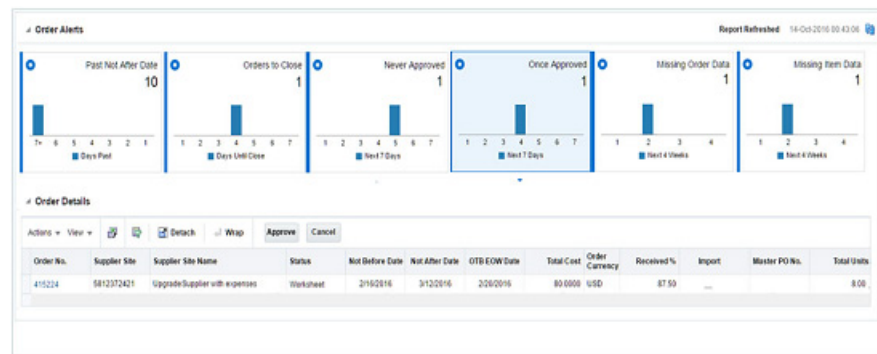 Order Alerts Report Refreshed 14-Oct-2016 00:43:06
Past Not After Date Orders to Close Never Approved Once Approved Missing Order Data Missing Item Data
10 1 1 1 1 1
7+ 6 5 4 3 2 1 1 2 3 4 5 6 7 1 2 3 4 5 6 7 1 2 3 4 5 6 7 1 2 3 4 1 2 3 4
Days Past Days Until Close Next 7 Days Next 7 Days Next 4 Weeks Next 4 Weeks
Order Details
Actions View Detach Wrap Approve Cancel
Order No. Supplier Site Supplier Site Name Status Not Before Date Not After Date OTB EOW Date Total Cost Order Currency Received % Import Master PO No. Total Units
415224 5812372421 UpgradeSupplier with expenses Worksheet 2/16/2016 3/12/2016 2/28/2016 80.0000 USD 87.50 ... 8.00